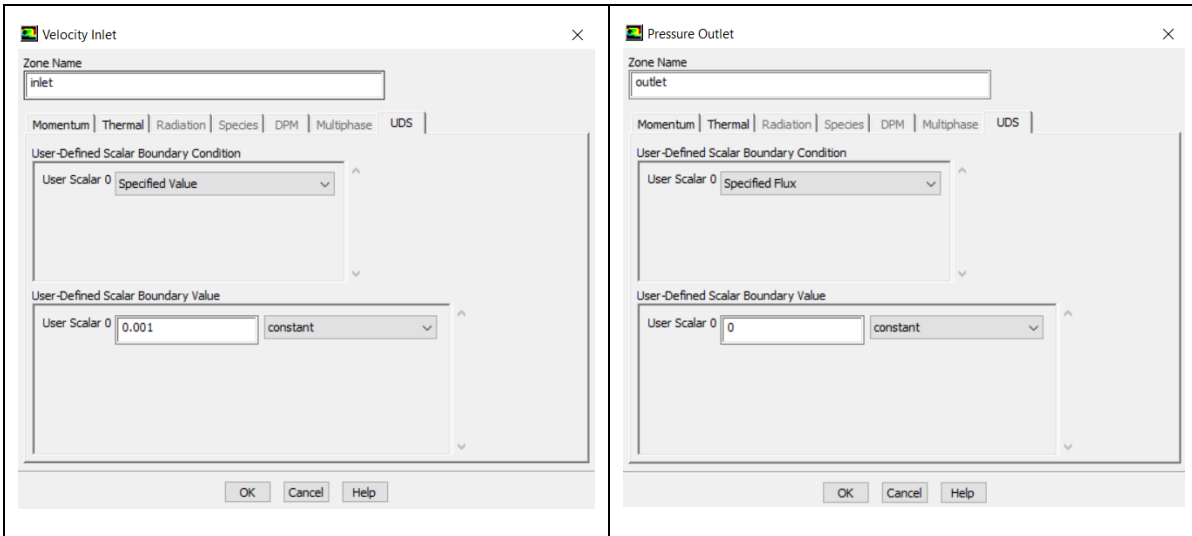 Velocity Inlet
Zone Name
inlet
Momentum Thermal Radiation Species DPM Multiphase UDS
User-Defined Scalar Boundary Condition
User Scalar 0 Specified Value
User-Defined Scalar Boundary Value
User Scalar 0 0.001 constant
OK Cancel Help
Pressure Outlet
Zone Name
outlet
Momentum Thermal Radiation Species DPM Multiphase UDS
User-Defined Scalar Boundary Condition
User Scalar 0 Specified Flux
User-Defined Scalar Boundary Value
User Scalar 0 0 constant
OK Cancel Help